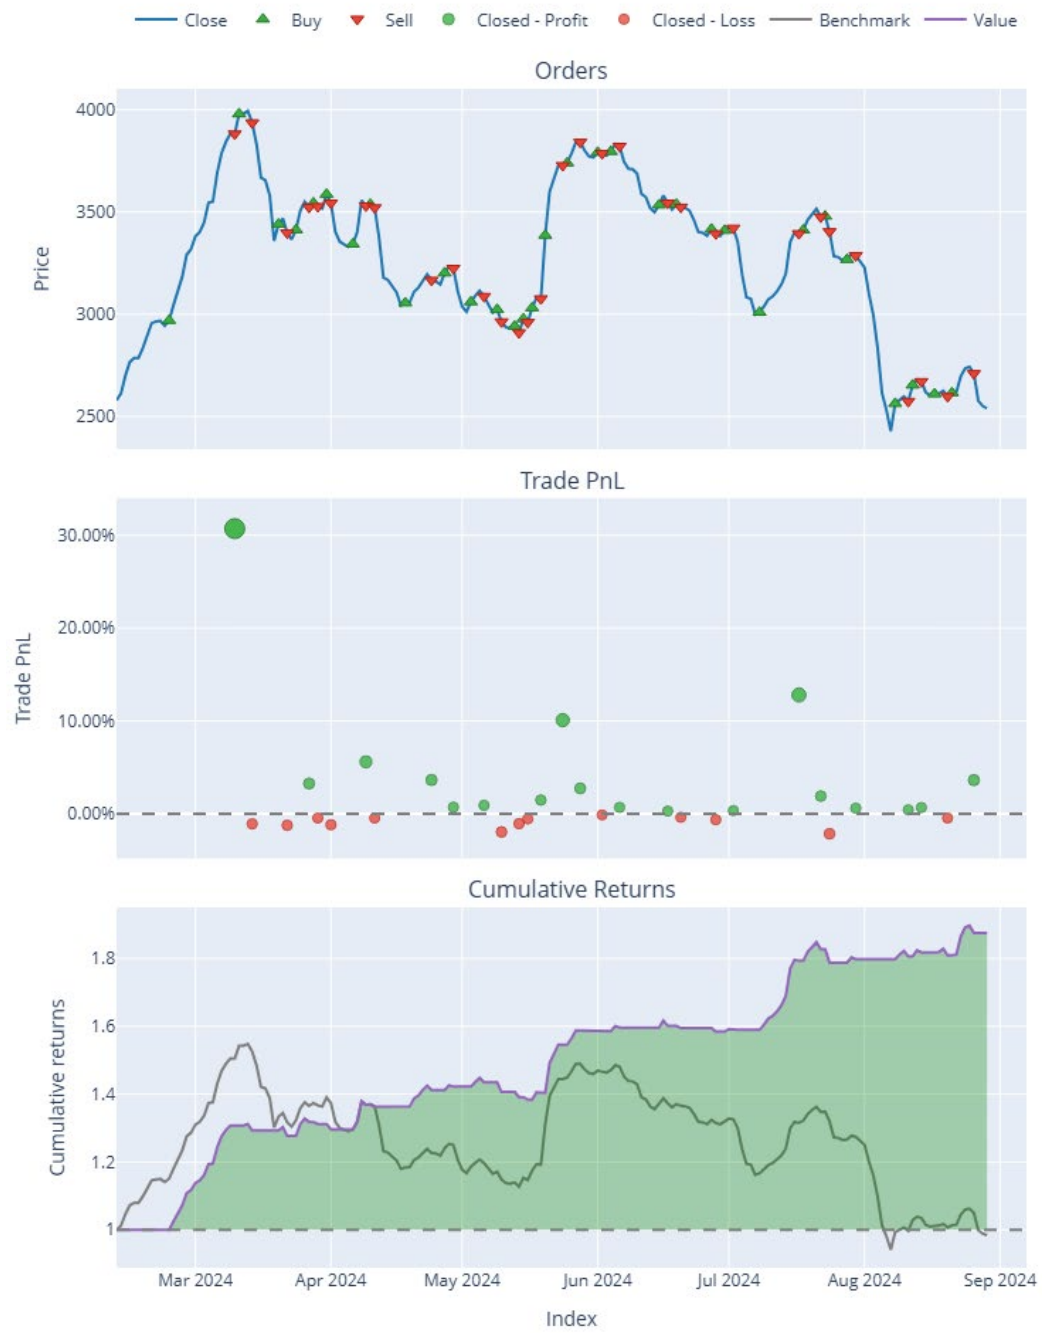 Close Buy Sell Closed - Profit Closed - Loss Benchmark Value
Orders
4000
3500
3000
2500
Price
Trade PnL
30.00%
20.00%
10.00%
0.00%
Trade PnL
Cumulative Returns
1.8
1.6
1.4
1.2
1
Cumulative returns
Mar 2024 Apr 2024 May 2024 Jun 2024 Jul 2024 Aug 2024 Sep 2024
Index